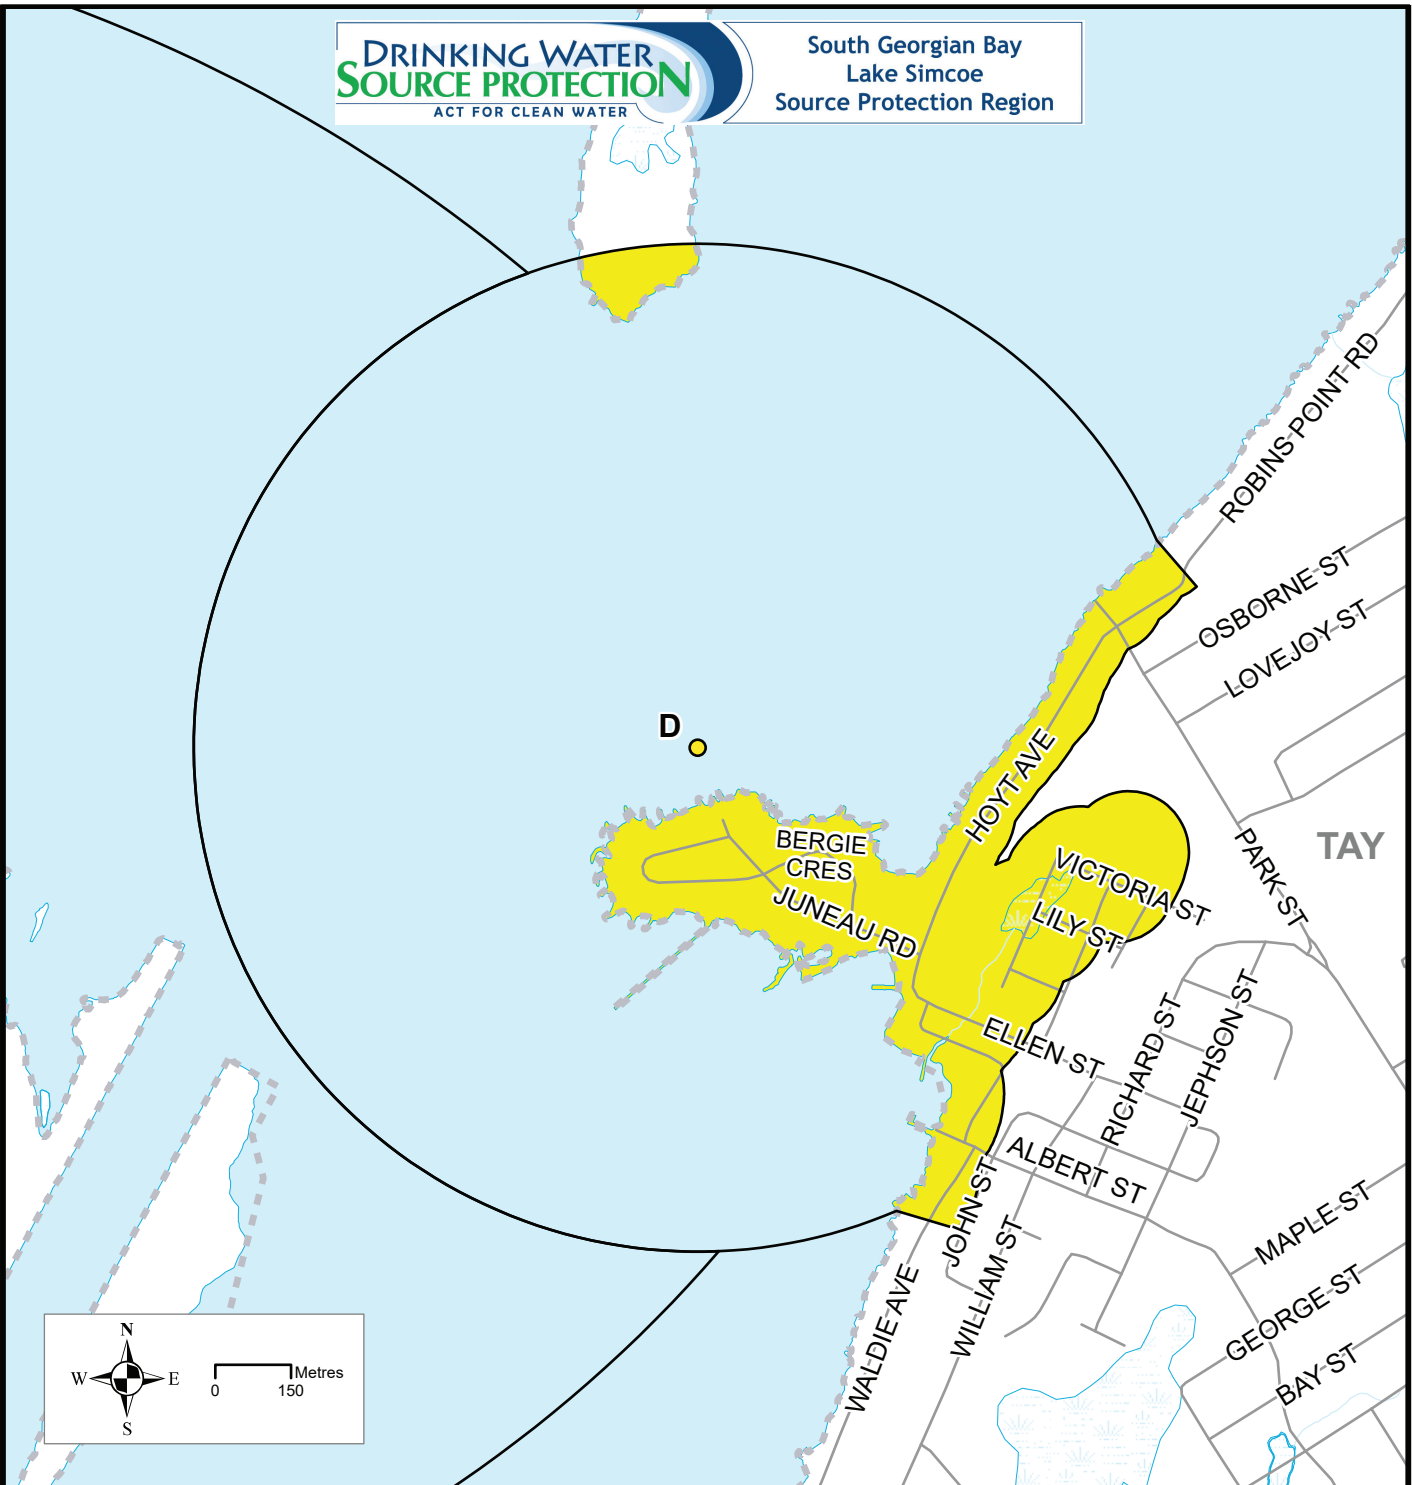 DRINKING WATER
SOURCE PROTECTION
ACT FOR CLEAN WATER
South Georgian Bay
Lake Simcoe
Source Protection Region
ROBINS POINT RD
OSBORNE ST
LOVEJOY ST
D
HOYT AVE
BERGIE
CRES
JUNEAU RD
VICTORIA ST
LILY ST
PARK ST
TAY
ELLEN ST
RICHARD ST
JEPHSON ST
ALBERT ST
JOHN ST
WILLIAM ST
WALDIE AVE
MAPLE ST
GEORGE ST
BAY ST
N
W E
S
0 150 Metres